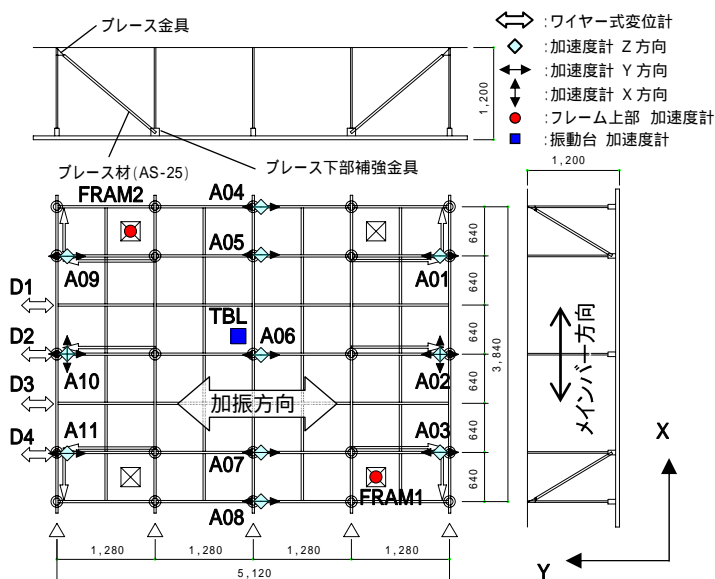 ブレース金具
:ワイヤー式変位計
:加速度計 Z方向
:加速度計 Y方向
:加速度計 X方向
:フレーム上部 加速度計
:振動台 加速度計
1,200
ブレース材(AS-25)
ブレース下部補強金具
1,200
FRAM2
A04
A05
A09
A01
D1
TBL
D2
A06
A10
A02
D3
加振方向
D4
A11
A03
A07
FRAM1
A08
640
640
640
640
640
640
3,840
メインバー方向
X
Y
1,280
1,280
1,280
1,280
5,120